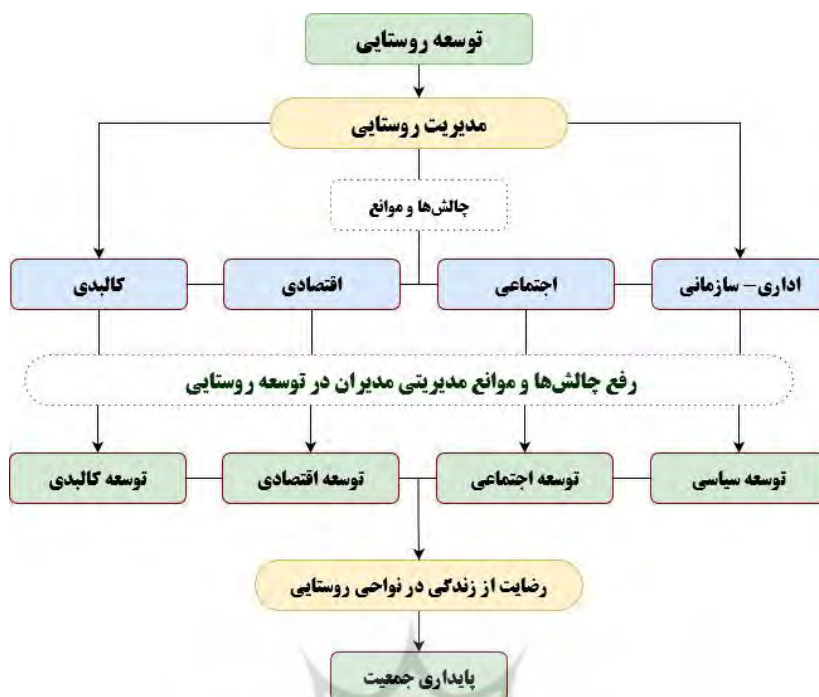 توسعه روستایی
مدیریت روستایی
چالش‌ها و موانع
اداری- سازمانی
اجتماعی
اقتصادی
کالبدی
رفع چالش‌ها و موانع مدیریتی مدیران در توسعه روستایی
توسعه سیاسی
توسعه اجتماعی
توسعه اقتصادی
توسعه کالبدی
رضایت از زندگی در نواحی روستایی
پایداری جمعیت